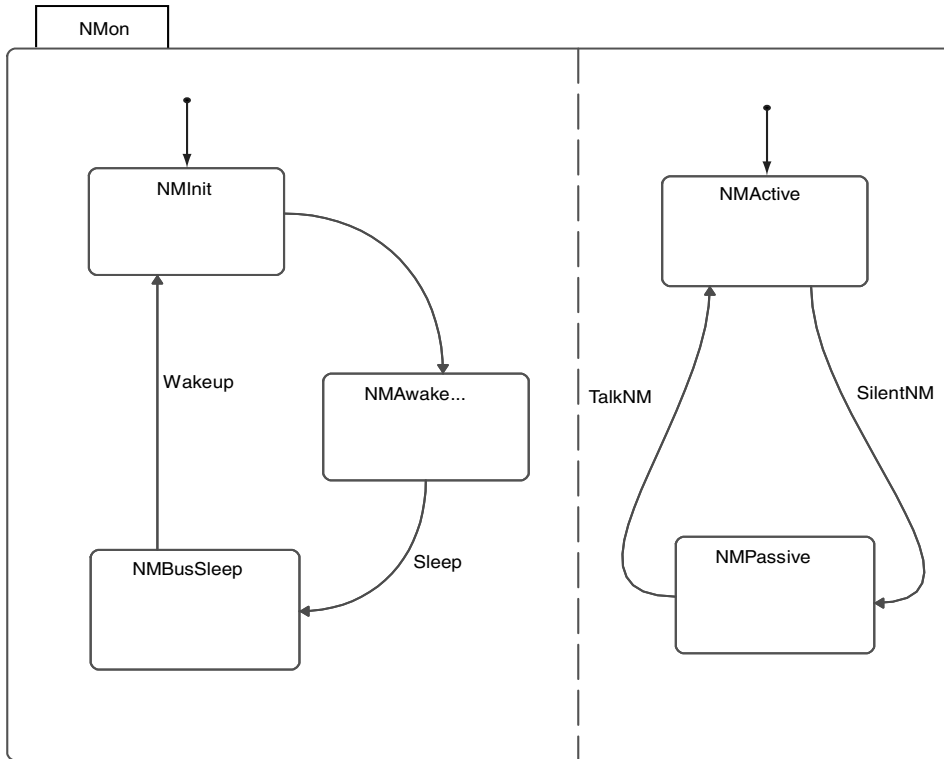 NMon
NMInit
NMActive
Wakeup
NMAwake...
TalkNM
SilentNM
NMBusSleep
Sleep
NMPassive